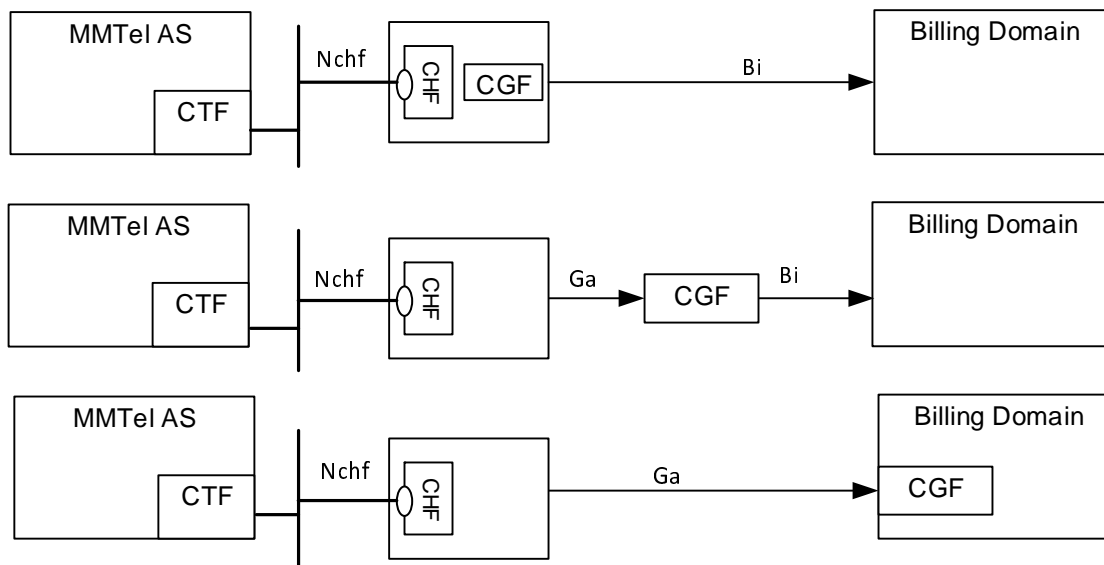 MMTel AS
Billing Domain
Nchf
CHF
CGF
Bi
CTF
MMTel AS
Billing Domain
Nchf
CHF
Ga
CGF
Bi
CTF
MMTel AS
Billing Domain
Nchf
CHF
Ga
CGF
CTF